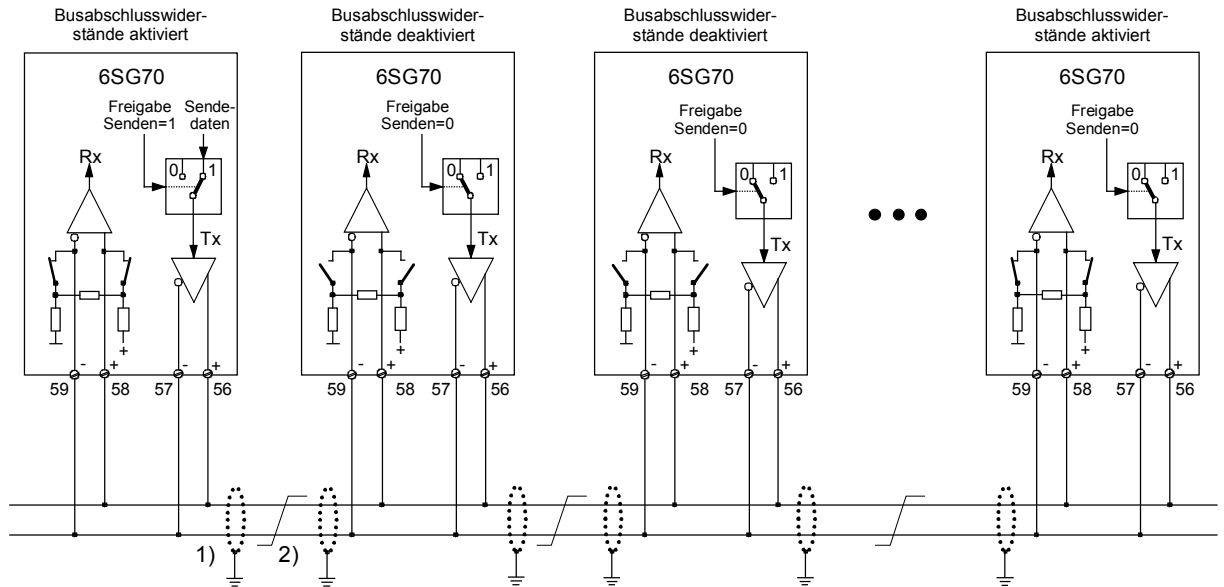 Busabschlusswider-
stände aktiviert
Busabschlusswider-
stände deaktiviert
Busabschlusswider-
stände deaktiviert
Busabschlusswider-
stände aktiviert
6SG70
6SG70
6SG70
6SG70
Freigabe
Senden=1
Sende-
daten
Freigabe
Senden=0
Freigabe
Senden=0
Freigabe
Senden=0
Rx
0
1
Rx
0
1
Rx
0
1
Rx
0
1
Tx
Tx
Tx
Tx
+
+
+
+
- + - +
- + - +
- + - +
- + - +
59 58 57 56
59 58 57 56
59 58 57 56
59 58 57 56
1)
2)